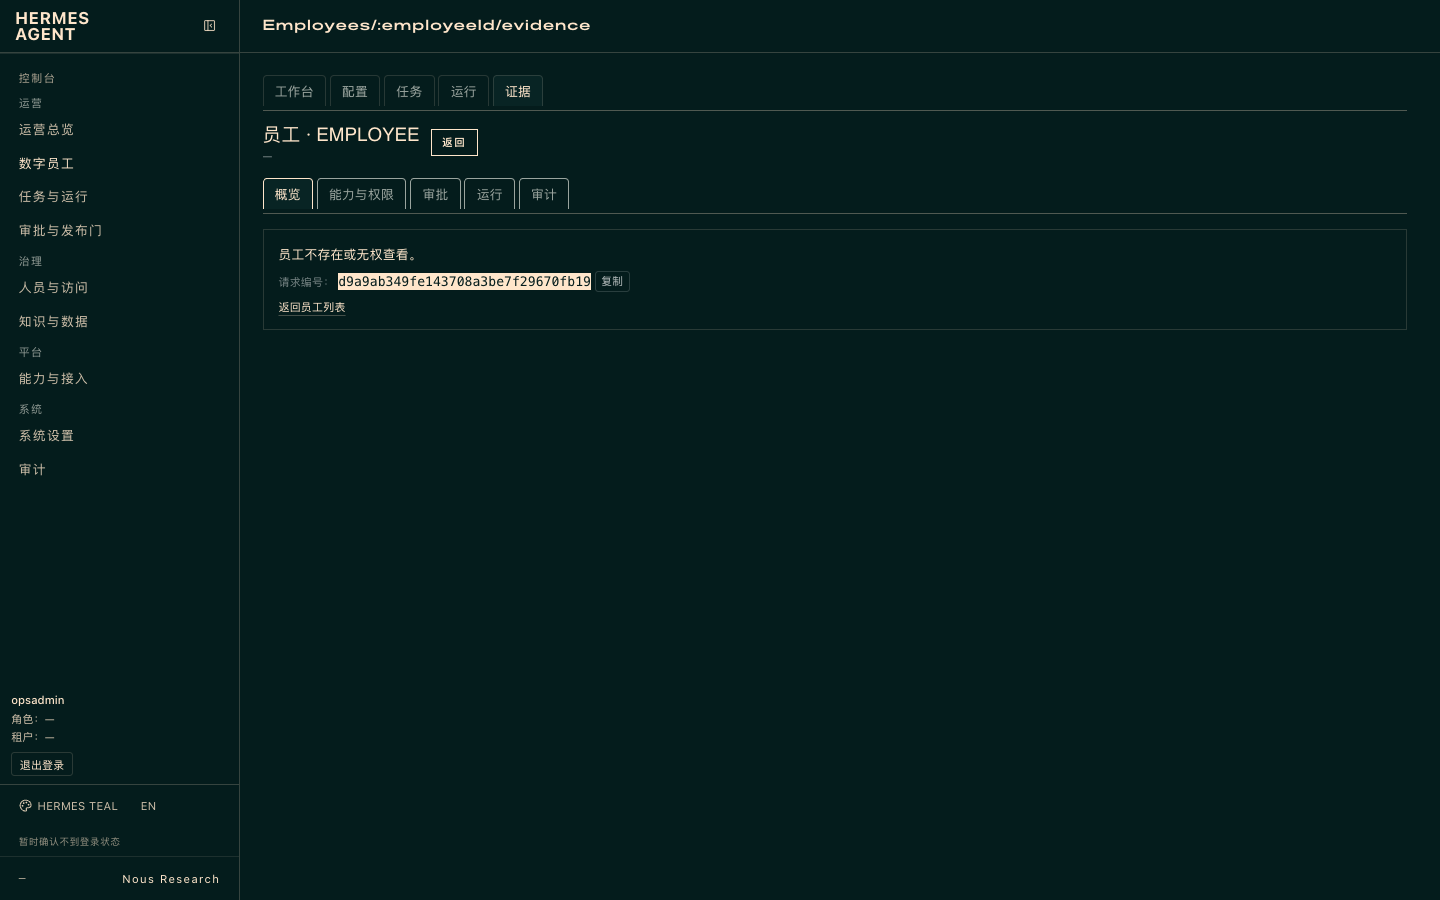 HERMES
AGENT
Employees/:employeeId/evidence
控制台
运营
运营总览
数字员工
任务与运行
审批与发布门
治理
人员与访问
知识与数据
平台
能力与接入
系统
系统设置
审计
工作台 配置 任务 运行 证据
员工 · EMPLOYEE 返回
—
概览 能力与权限 审批 运行 审计
员工不存在或无权查看。
请求编号: d9a9ab349fe143708a3be7f29670fb19 复制
返回员工列表
opsadmin
角色: —
租户: —
退出登录
HERMES TEAL EN
暂时确认不到登录状态
— Nous Research